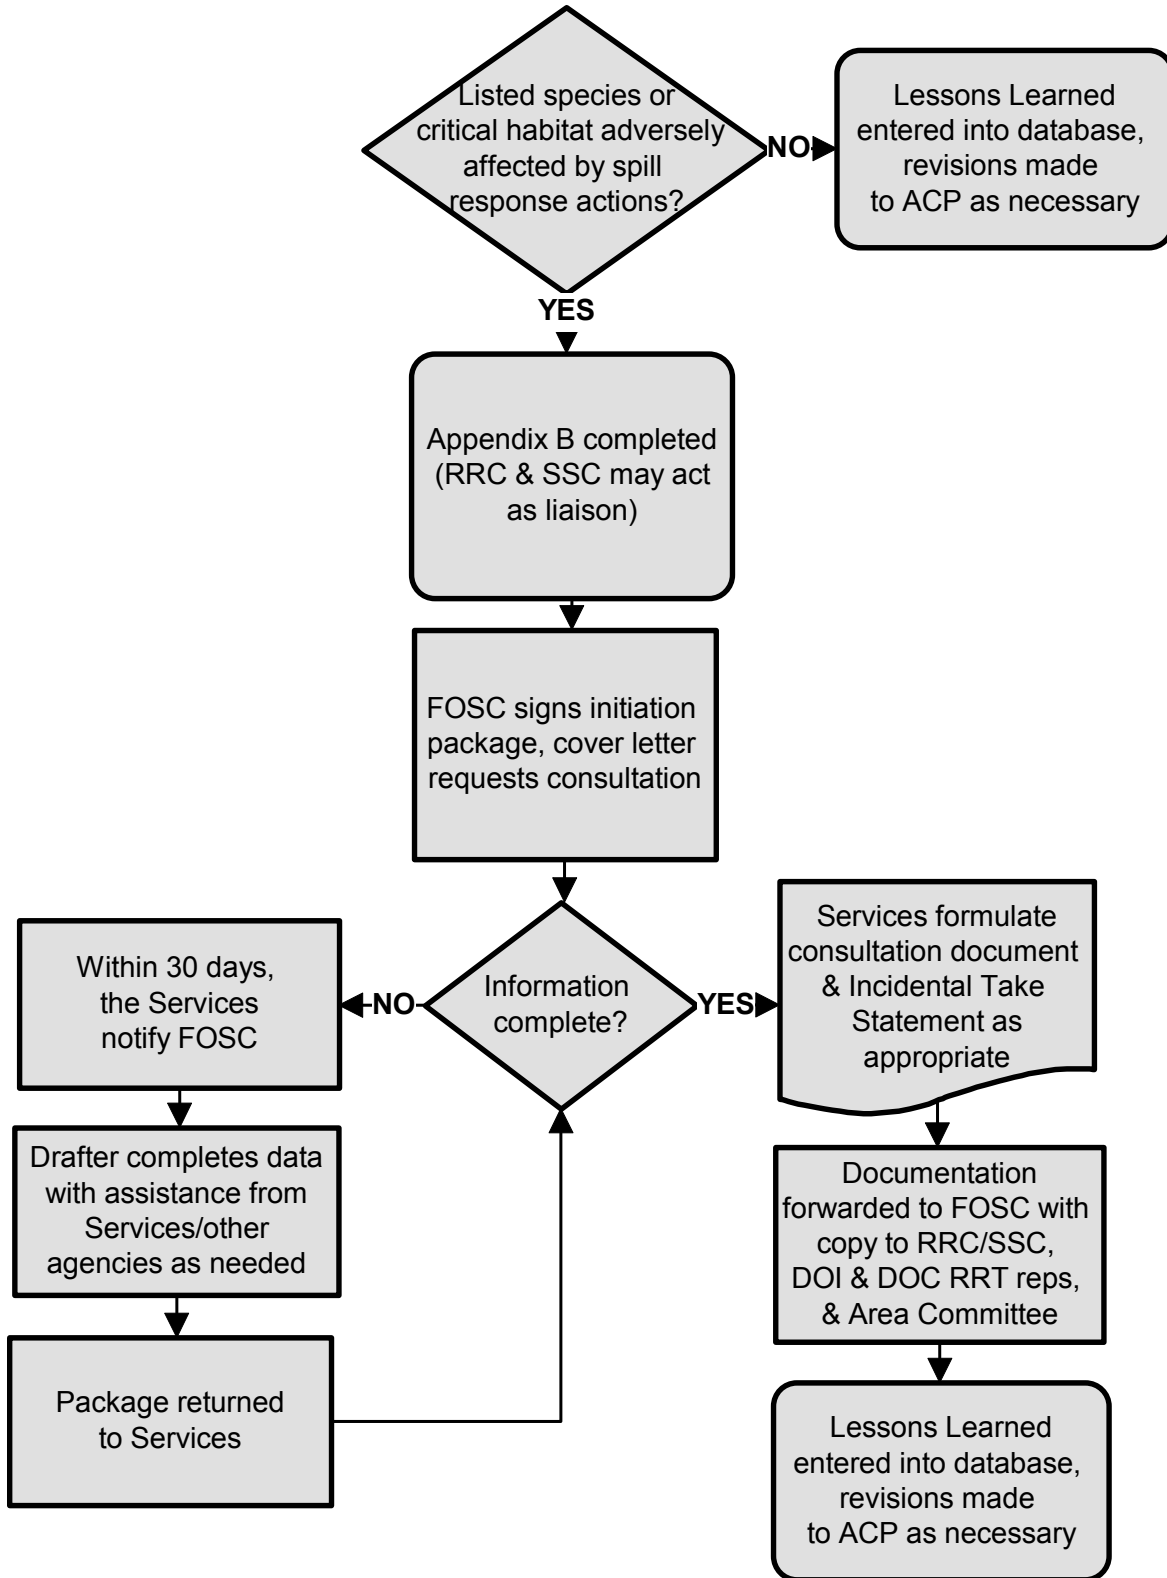 Listed species or
critical habitat adversely
affected by spill
response actions?
NO
Lessons Learned
entered into database,
revisions made
to ACP as necessary
YES
Appendix B completed
(RRC & SSC may act
as liaison)
FOSC signs initiation
package, cover letter
requests consultation
Information
complete?
NO
Within 30 days,
the Services
notify FOSC
Drafter completes data
with assistance from
Services/other
agencies as needed
Package returned
to Services
YES
Services formulate
consultation document
& Incidental Take
Statement as
appropriate
Documentation
forwarded to FOSC with
copy to RRC/SSC,
DOI & DOC RRT reps,
& Area Committee
Lessons Learned
entered into database,
revisions made
to ACP as necessary